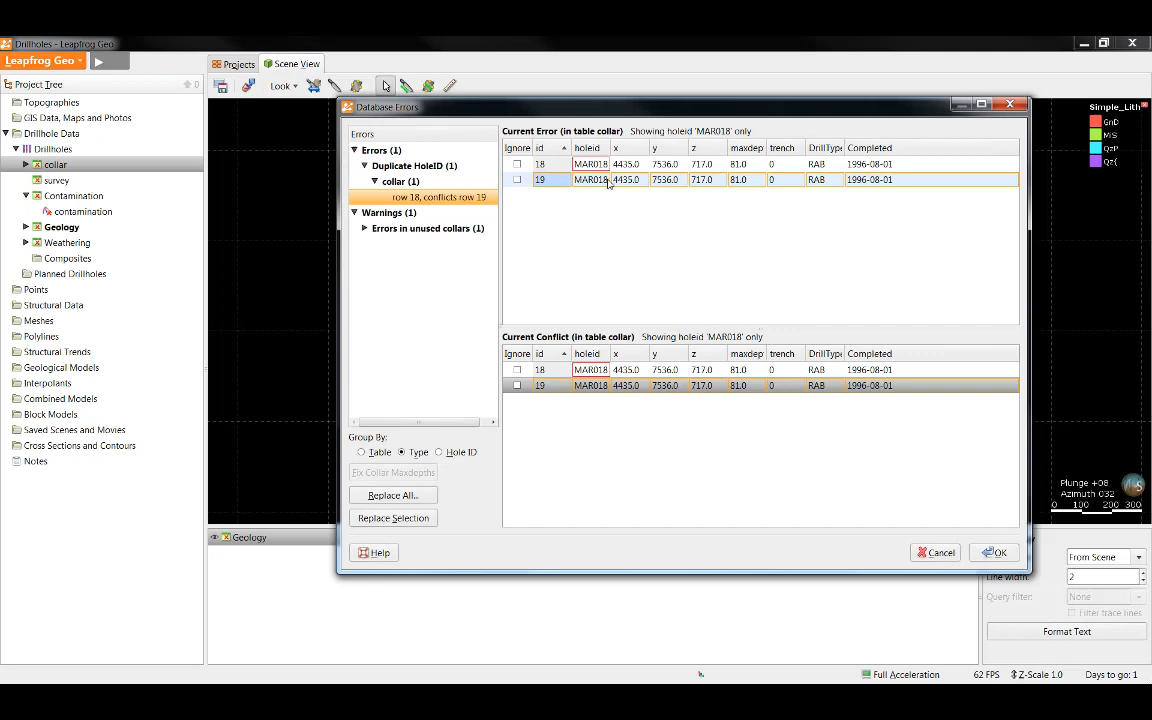 Drillholes - Leapfrog Geo
Leapfrog Geo
Projects
Scene View
Project Tree
0
Look
Topographies
GIS Data, Maps and Photos
Drillhole Data
Drillholes
collar
survey
Contamination
contamination
Geology
Weathering
Composites
Planned Drillholes
Points
Structural Data
Meshes
Polylines
Structural Trends
Geological Models
Interpolants
Combined Models
Block Models
Saved Scenes and Movies
Cross Sections and Contours
Notes
Database Errors
Errors
Errors (1)
Duplicate HoleID (1)
collar (1)
row 18, conflicts row 19
Warnings (1)
Errors in unused collars (1)
Group By:
Table Type Hole ID
Fix Collar Maxdepths
Replace All...
Replace Selection
Help
Current Error (in table collar) Showing holeid 'MAR018' only
Ignore id holeid x y z maxdep trench DrillType Completed
18 MAR018 4435.0 7536.0 717.0 81.0 0 RAB 1996-08-01
19 MAR018 4435.0 7536.0 717.0 81.0 0 RAB 1996-08-01
Current Conflict (in table collar) Showing holeid 'MAR018' only
Ignore id holeid x y z maxdep trench DrillType Completed
18 MAR018 4435.0 7536.0 717.0 81.0 0 RAB 1996-08-01
19 MAR018 4435.0 7536.0 717.0 81.0 0 RAB 1996-08-01
Cancel OK
Simple_Lith
GnD
MiS
QzP
Qz(
Plunge +08
Azimuth 032
0 100 200 300
Geology
From Scene
Line width: 2
Query filter: None
Filter trace lines
Format Text
Full Acceleration 62 FPS Z-Scale 1.0 Days to go: 1